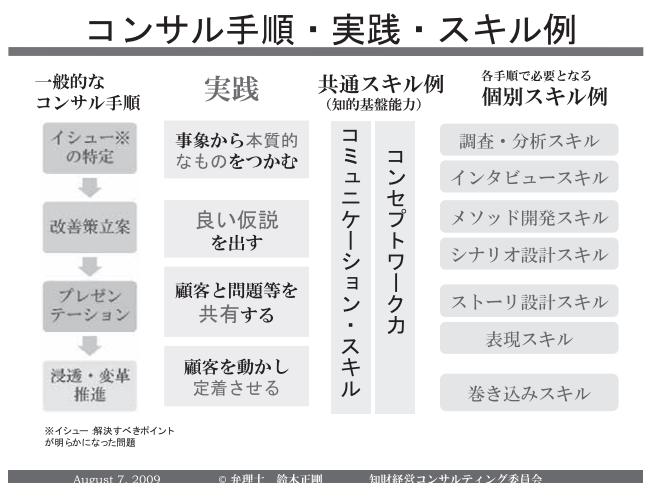 コンサル手順・実践・スキル例
一般的な
コンサル手順
実践
共通スキル例
（知的基盤能力）
各手順で必要となる
個別スキル例
イシュー※
の特定
事象から本質的
なものをつかむ
コミュニケーション・スキル
コンセプトワーク力
調査・分析スキル
インタビュースキル
改善策立案
良い仮説
を出す
メソッド開発スキル
シナリオ設計スキル
プレゼン
テーション
顧客と問題等を
共有する
ストーリ設計スキル
表現スキル
浸透・変革
推進
顧客を動かし
定着させる
巻き込みスキル
※イシュー:解決すべきポイント
が明らかになった問題
August 7, 2009 © 弁理士 鈴木正剛 知財経営コンサルティング委員会